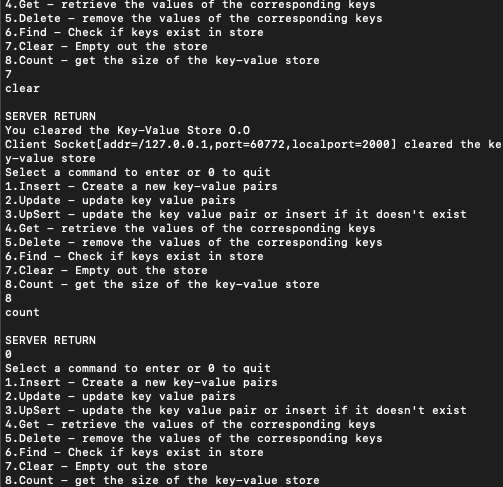 4.Get - retrieve the values of the corresponding keys
5.Delete - remove the values of the corresponding keys
6.Find - Check if keys exist in store
7.Clear - Empty out the store
8.Count - get the size of the key-value store
7
clear
SERVER RETURN
You cleared the Key-Value Store O.O
Client Socket[addr=/127.0.0.1,port=60772,localport=2000] cleared the ke
y-value store
Select a command to enter or 0 to quit
1.Insert - Create a new key-value pairs
2.Update - update key value pairs
3.UpSert - update the key value pair or insert if it doesn't exist
4.Get - retrieve the values of the corresponding keys
5.Delete - remove the values of the corresponding keys
6.Find - Check if keys exist in store
7.Clear - Empty out the store
8.Count - get the size of the key-value store
8
count
SERVER RETURN
0
Select a command to enter or 0 to quit
1.Insert - Create a new key-value pairs
2.Update - update key value pairs
3.UpSert - update the key value pair or insert if it doesn't exist
4.Get - retrieve the values of the corresponding keys
5.Delete - remove the values of the corresponding keys
6.Find - Check if keys exist in store
7.Clear - Empty out the store
8.Count - get the size of the key-value store